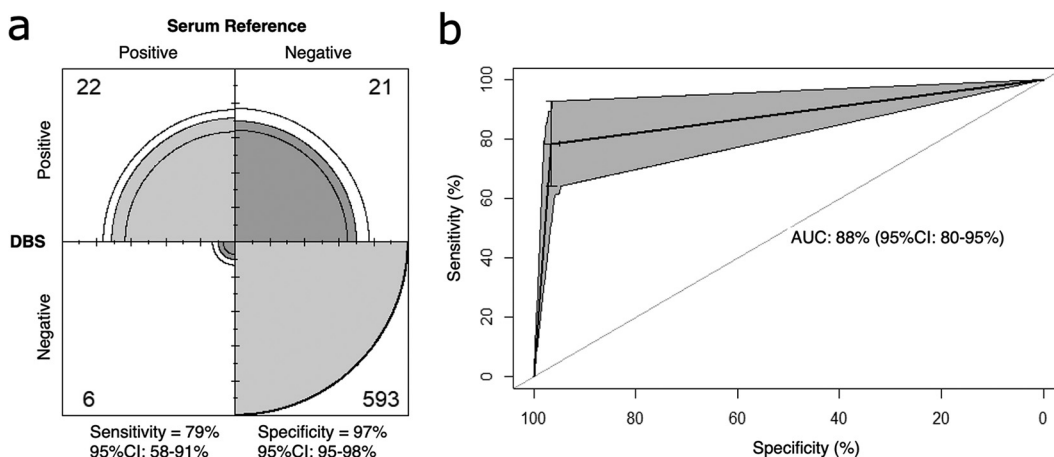 a
Serum Reference
Positive
Negative
22
21
Positive
DBS
Negative
6
593
Sensitivity = 79%
95%CI: 58-91%
Specificity = 97%
95%CI: 95-98%
b
100
80
60
40
20
0
Sensitivity (%)
AUC: 88% (95%CI: 80-95%)
100
80
60
40
20
0
Specificity (%)